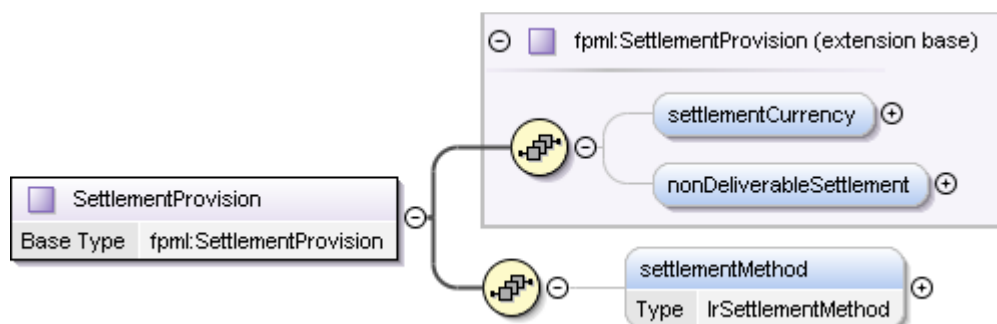 fpml:SettlementProvision (extension base)
settlementCurrency
nonDeliverableSettlement
SettlementProvision
Base Type fpml:SettlementProvision
settlementMethod
Type IrSettlementMethod